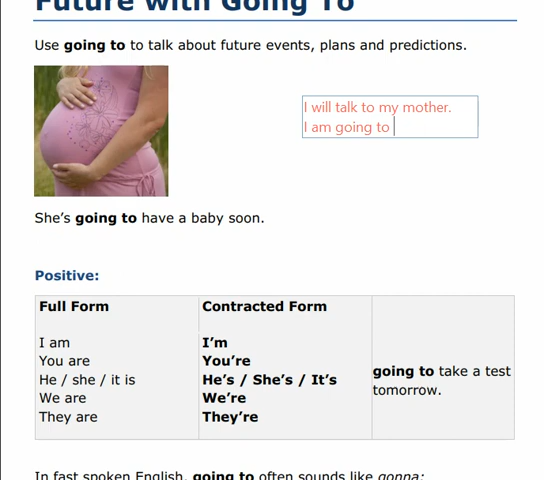 Future with Going To
Use going to to talk about future events, plans and predictions.
I will talk to my mother.
I am going to
She's going to have a baby soon.
Positive:
Full Form Contracted Form
I am I'm
You are You're
He / she / it is He's / She's / It's
We are We're
They are They're
going to take a test
tomorrow.
In fast spoken English, going to often sounds like gonna: